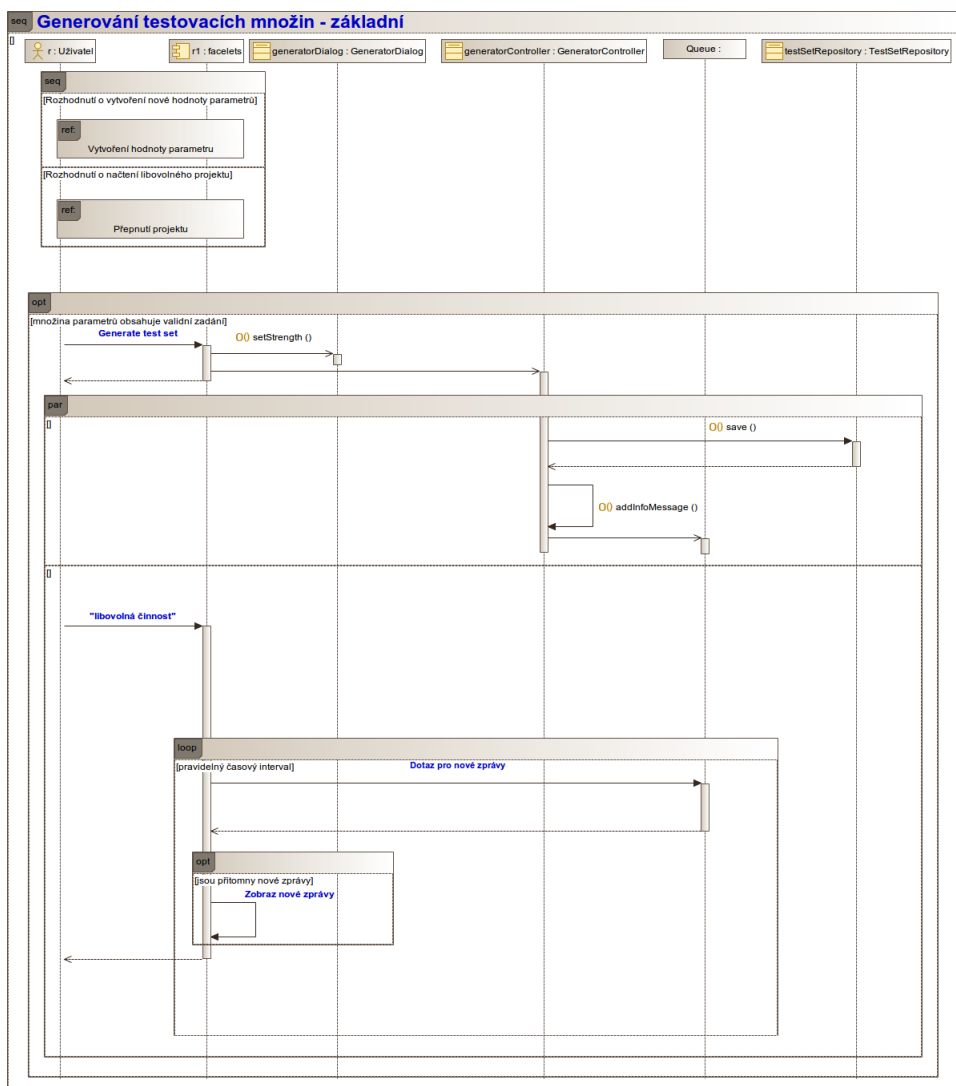 seq Generování testovacích množin - základní
[]
r : Uživatel
r1 : facelets
generatorDialog : GeneratorDialog
generatorController : GeneratorController
Queue :
testSetRepository : TestSetRepository
seq
[Rozhodnutí o vytvoření nové hodnoty parametrů]
ref:
Vytvoření hodnoty parametru
[Rozhodnutí o načtení libovolného projektu]
ref:
Přepnutí projektu
opt
[množina parametrů obsahuje validní zadání]
Generate test set
O() setStrength ()
par
[]
O() save ()
O() addInfoMessage ()
[]
"libovolná činnost"
loop
[pravidelný časový interval]
Dotaz pro nové zprávy
opt
[jsou přítomny nové zprávy]
Zobraz nové zprávy